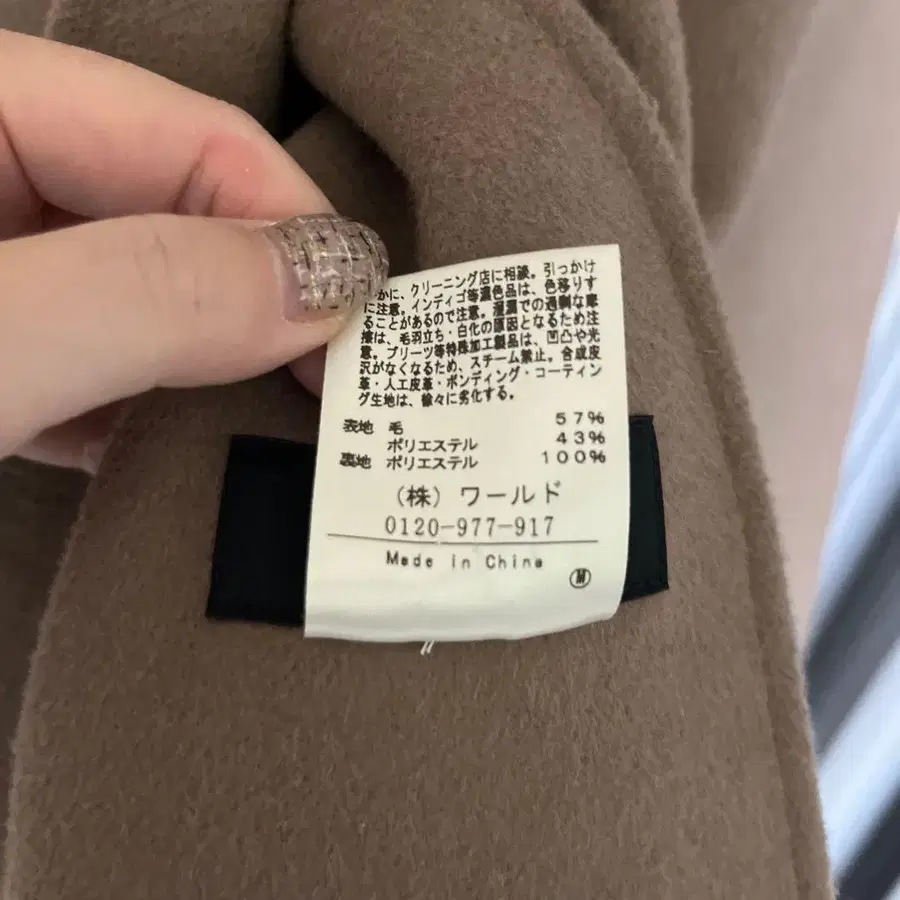 かに、クリーニング店に相談。引っかけ
に注意。インディゴ等濃色品は、色移りす
ることがあるので注意。湿潤での過剰な摩
擦は、毛羽立ち・白化の原因となるため注
意。プリーツ等特殊加工製品は、凹凸や光
沢がなくなるため、スチーム禁止。合成皮
革・人工皮革・ボンディング・コーティン
グ生地は、徐々に劣化する。
表地 毛 57%
ポリエステル 43%
裏地 ポリエステル 100%
(株) ワールド
0120-977-917
Made in China
M